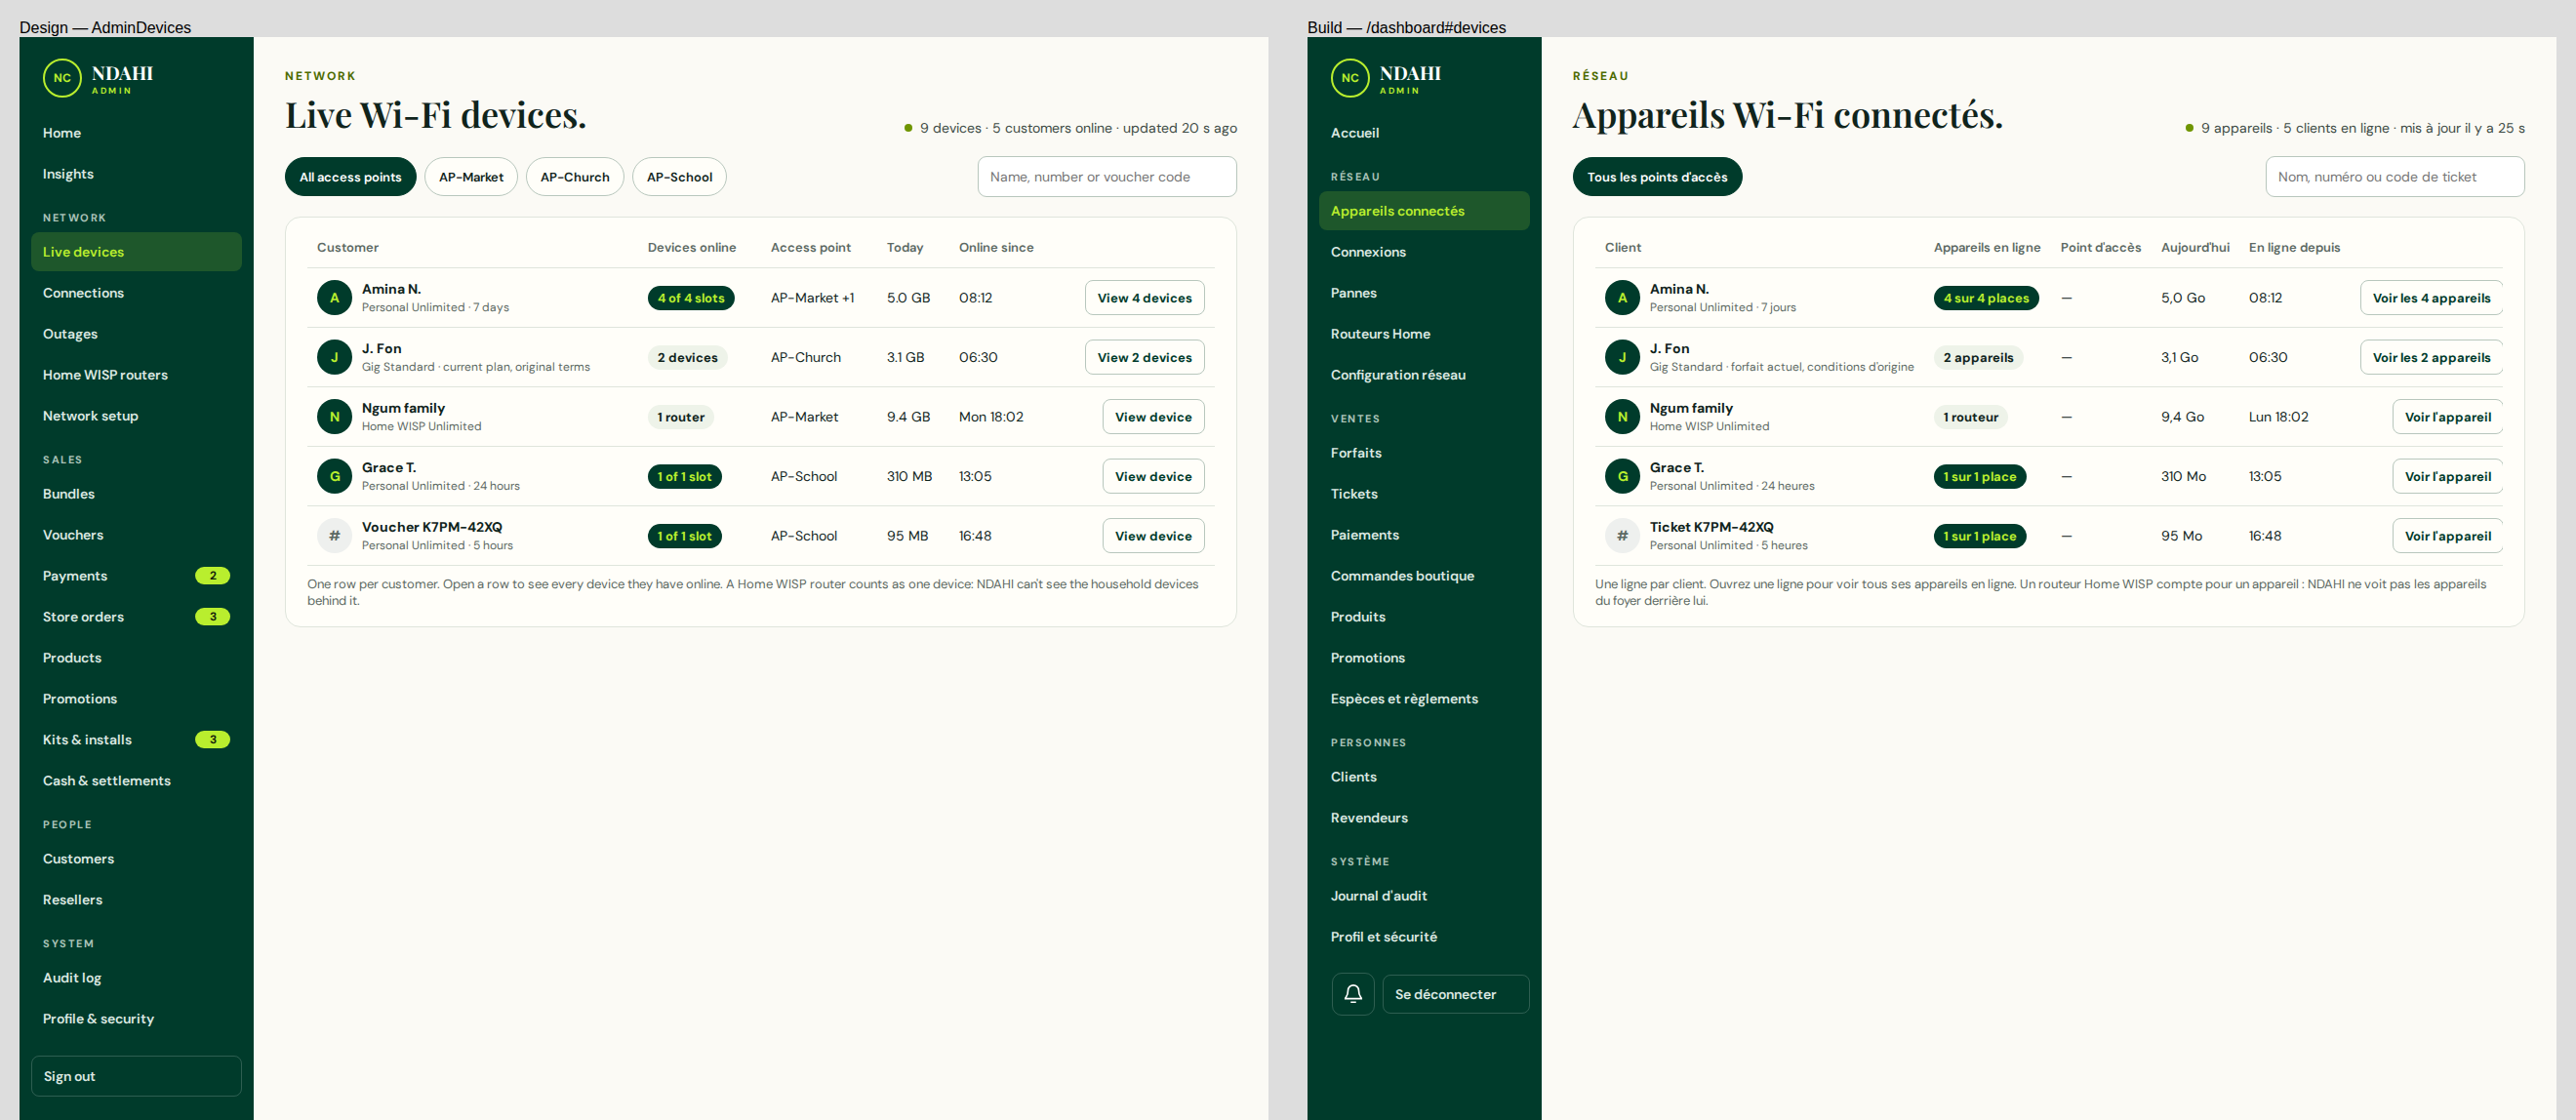 Design — AdminDevices
NC
NDAHI
ADMIN
Home
Insights
NETWORK
Live devices
Connections
Outages
Home WISP routers
Network setup
SALES
Bundles
Vouchers
Payments 2
Store orders 3
Products
Promotions
Kits & installs 3
Cash & settlements
PEOPLE
Customers
Resellers
SYSTEM
Audit log
Profile & security
Sign out
NETWORK
Live Wi-Fi devices.
9 devices · 5 customers online · updated 20 s ago
All access points AP-Market AP-Church AP-School
Name, number or voucher code
Customer Devices online Access point Today Online since
A Amina N. 4 of 4 slots AP-Market +1 5.0 GB 08:12 View 4 devices
Personal Unlimited · 7 days
J J. Fon 2 devices AP-Church 3.1 GB 06:30 View 2 devices
Gig Standard · current plan, original terms
N Ngum family 1 router AP-Market 9.4 GB Mon 18:02 View device
Home WISP Unlimited
G Grace T. 1 of 1 slot AP-School 310 MB 13:05 View device
Personal Unlimited · 24 hours
# Voucher K7PM-42XQ 1 of 1 slot AP-School 95 MB 16:48 View device
Personal Unlimited · 5 hours
One row per customer. Open a row to see every device they have online. A Home WISP router counts as one device: NDAHI can't see the household devices
behind it.
Build — /dashboard#devices
NC
NDAHI
ADMIN
Accueil
RÉSEAU
Appareils connectés
Connexions
Pannes
Routeurs Home
Configuration réseau
VENTES
Forfaits
Tickets
Paiements
Commandes boutique
Produits
Promotions
Espèces et règlements
PERSONNES
Clients
Revendeurs
SYSTÈME
Journal d'audit
Profil et sécurité
Se déconnecter
RÉSEAU
Appareils Wi-Fi connectés.
9 appareils · 5 clients en ligne · mis à jour il y a 25 s
Tous les points d'accès
Nom, numéro ou code de ticket
Client Appareils en ligne Point d'accès Aujourd'hui En ligne depuis
A Amina N. 4 sur 4 places — 5,0 Go 08:12 Voir les 4 appareils
Personal Unlimited · 7 jours
J J. Fon 2 appareils — 3,1 Go 06:30 Voir les 2 appareils
Gig Standard · forfait actuel, conditions d'origine
N Ngum family 1 routeur — 9,4 Go Lun 18:02 Voir l'appareil
Home WISP Unlimited
G Grace T. 1 sur 1 place — 310 Mo 13:05 Voir l'appareil
Personal Unlimited · 24 heures
# Ticket K7PM-42XQ 1 sur 1 place — 95 Mo 16:48 Voir l'appareil
Personal Unlimited · 5 heures
Une ligne par client. Ouvrez une ligne pour voir tous ses appareils en ligne. Un routeur Home WISP compte pour un appareil : NDAHI ne voit pas les appareils
du foyer derrière lui.